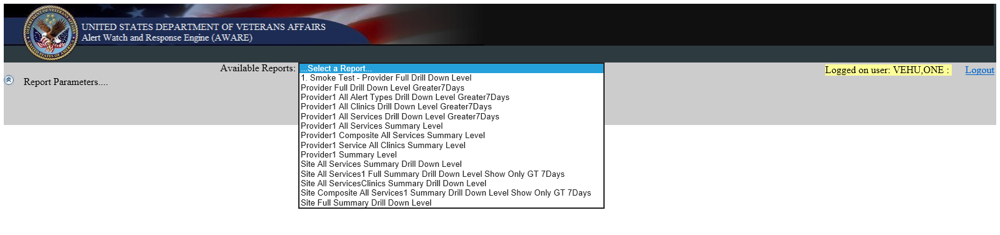 UNITED STATES DEPARTMENT OF VETERANS AFFAIRS
Alert Watch and Response Engine (AWARE)
Available Reports:
...Select a Report...
Logged on user: VEHU,ONE :
Logout
Report Parameters....
1. Smoke Test - Provider Full Drill Down Level
Provider Full Drill Down Level Greater7Days
Provider1 All Alert Types Drill Down Level Greater7Days
Provider1 All Clinics Drill Down Level Greater7Days
Provider1 All Services Drill Down Level Greater7Days
Provider1 All Services Summary Level
Provider1 Composite All Services Summary Level
Provider1 Service All Clinics Summary Level
Provider1 Summary Level
Site All Services Summary Drill Down Level
Site All Services1 Full Summary Drill Down Level Show Only GT 7Days
Site All ServicesClinics Summary Drill Down Level
Site Composite All Services1 Summary Drill Down Level Show Only GT 7Days
Site Full Summary Drill Down Level